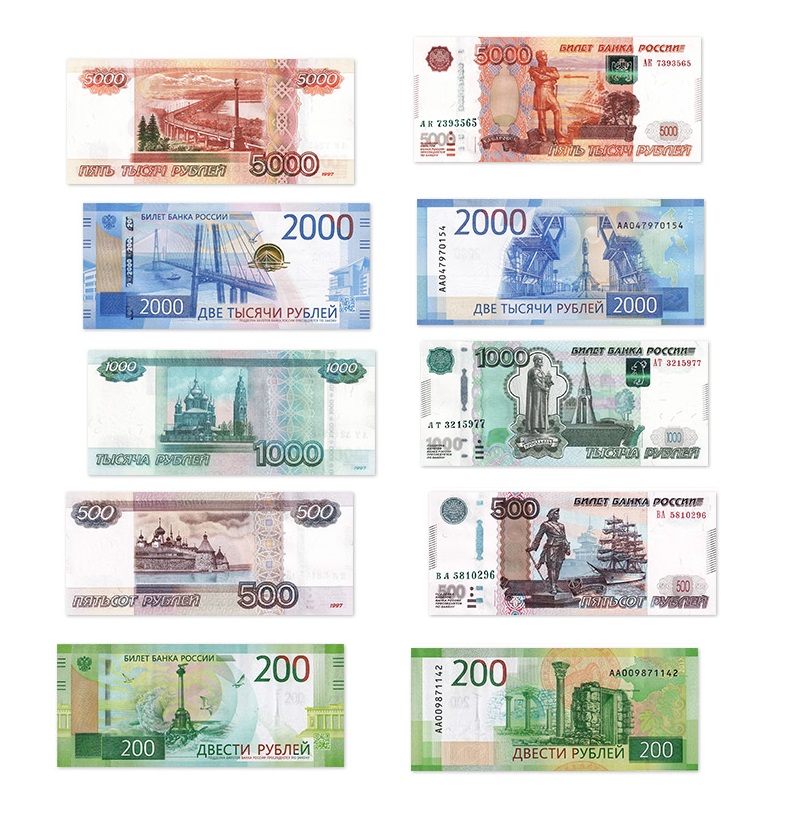 5000 5000
ПЯТЬ ТЫСЯЧ РУБЛЕЙ 5000 1997
5000 БИЛЕТ БАНКА РОССИИ
АК 7393565
АК 7393565
5000 5000
ПЯТЬ ТЫСЯЧ РУБЛЕЙ
БИЛЕТ БАНКА РОССИИ 2000
2000 ДВЕ ТЫСЯЧИ РУБЛЕЙ
2000 АА047970154
АА047970154
ДВЕ ТЫСЯЧИ РУБЛЕЙ 2000
1000 1000
ТЫСЯЧА РУБЛЕЙ 1000 1997
1000 БИЛЕТ БАНКА РОССИИ
АТ 3215977
АТ 3215977
1000 1000
ТЫСЯЧА РУБЛЕЙ
500 500
ПЯТЬСОТ РУБЛЕЙ 500 1997
500 БИЛЕТ БАНКА РОССИИ
ВА 5810296
ВА 5810296
500 500
ПЯТЬСОТ РУБЛЕЙ
БИЛЕТ БАНКА РОССИИ 200
200 ДВЕСТИ РУБЛЕЙ
200 АА009871142
АА009871142
ДВЕСТИ РУБЛЕЙ 200